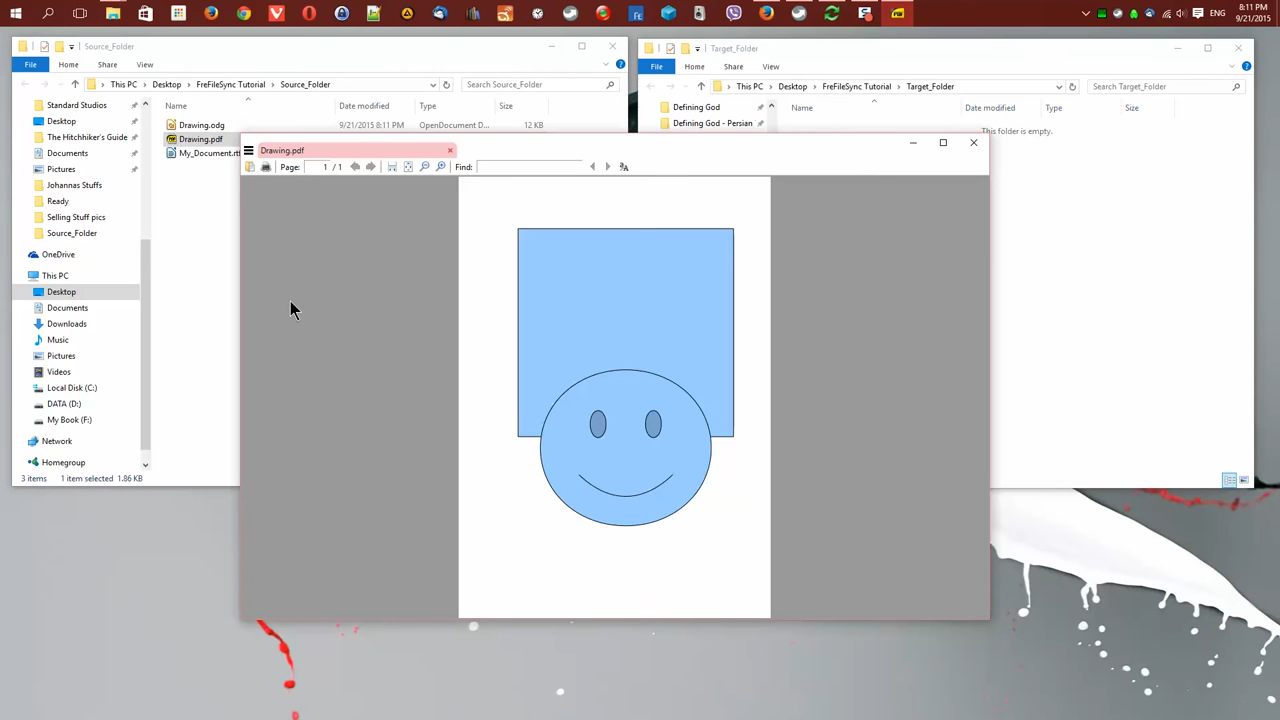 8:11 PM
ENG
9/21/2015
Source_Folder
File Home Share View
This PC Desktop FreFileSync Tutorial Source_Folder
Search Source_Folder
Standard Studios
Desktop
The Hitchhiker's Guide
Documents
Pictures
Johannas Stuffs
Ready
Selling Stuff pics
Source_Folder
OneDrive
This PC
Desktop
Documents
Downloads
Music
Pictures
Videos
Local Disk (C:)
DATA (D:)
My Book (F:)
Network
Homegroup
3 items 1 item selected 1.86 KB
Name Date modified Type Size
Drawing.odg 9/21/2015 8:11 PM OpenDocument D... 12 KB
Drawing.pdf
My_Document.rt
Target_Folder
File Home Share View
This PC Desktop FreFileSync Tutorial Target_Folder
Search Target_Folder
Defining God
Defining God - Persian
Name Date modified Type Size
This folder is empty.
Drawing.pdf
Page: 1 / 1 Find: